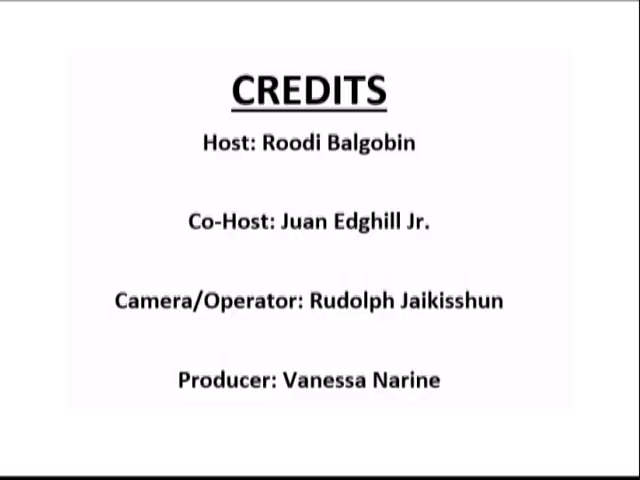 CREDITS
Host: Roodi Balgobin
Co-Host: Juan Edghill Jr.
Camera/Operator: Rudolph Jaikisshun
Producer: Vanessa Narine